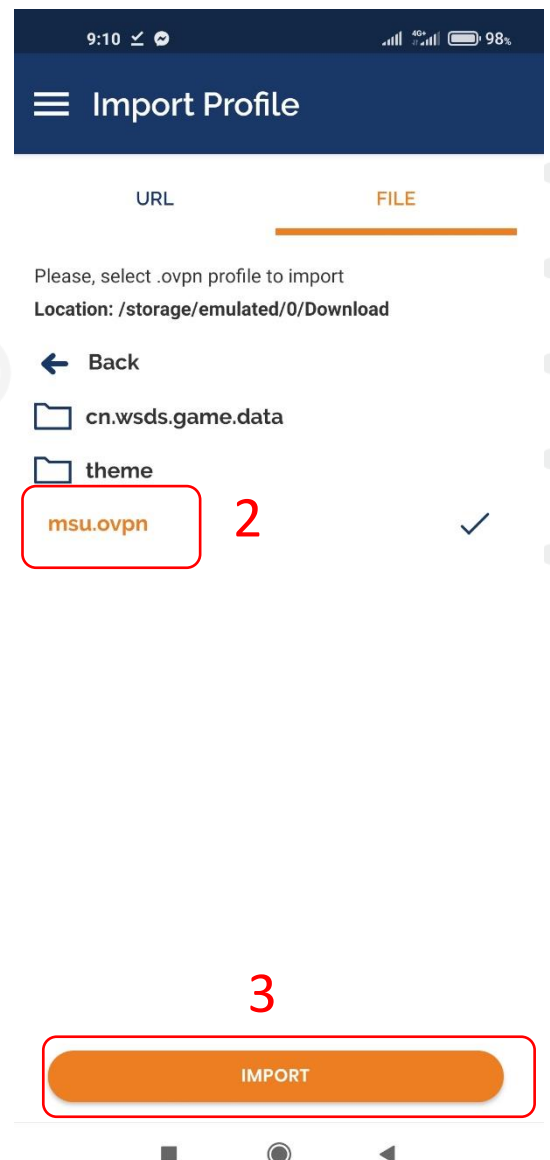 9:10 4G+ 98%
Import Profile
URL FILE
Please, select .ovpn profile to import
Location: /storage/emulated/0/Download
Back
cn.wsds.game.data
theme
msu.ovpn 2
3
IMPORT